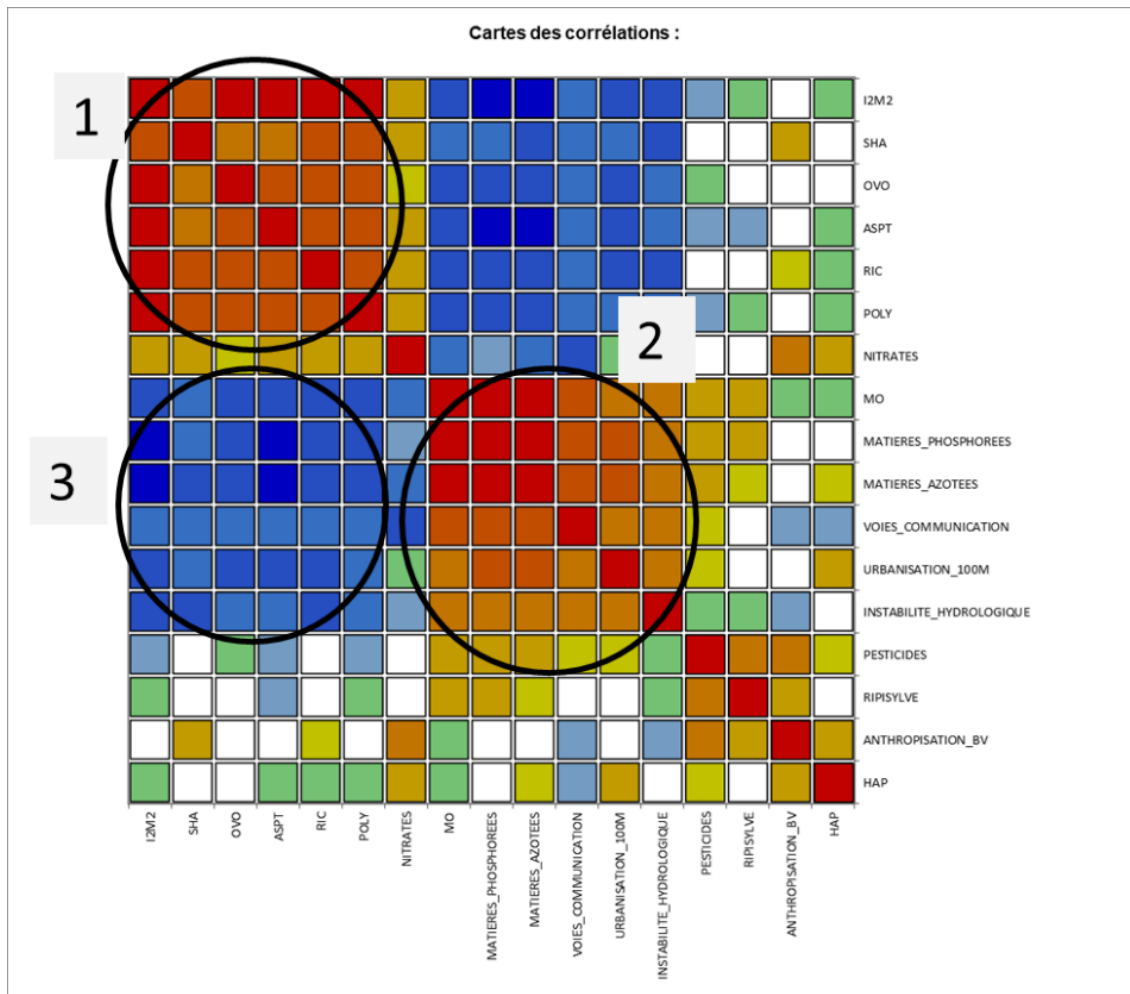 Cartes des corrélations :
1
I2M2
SHA
OVO
ASPT
RIC
POLY
2
NITRATES
MO
MATIERES_PHOSPHOREES
3
MATIERES_AZOTEES
VOIES_COMMUNICATION
URBANISATION_100M
INSTABILITE_HYDROLOGIQUE
PESTICIDES
RIPISYLVE
ANTHROPISATION_BV
HAP
I2M2
SHA
OVO
ASPT
RIC
POLY
NITRATES
MO
MATIERES_PHOSPHOREES
MATIERES_AZOTEES
VOIES_COMMUNICATION
URBANISATION_100M
INSTABILITE_HYDROLOGIQUE
PESTICIDES
RIPISYLVE
ANTHROPISATION_BV
HAP